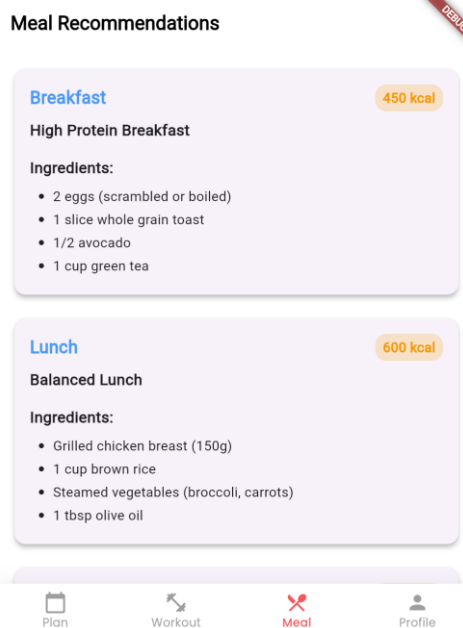 Meal Recommendations
Breakfast
450 kcal
High Protein Breakfast
Ingredients:
• 2 eggs (scrambled or boiled)
• 1 slice whole grain toast
• 1/2 avocado
• 1 cup green tea
Lunch
600 kcal
Balanced Lunch
Ingredients:
• Grilled chicken breast (150g)
• 1 cup brown rice
• Steamed vegetables (broccoli, carrots)
• 1 tbsp olive oil
Plan
Workout
Meal
Profile